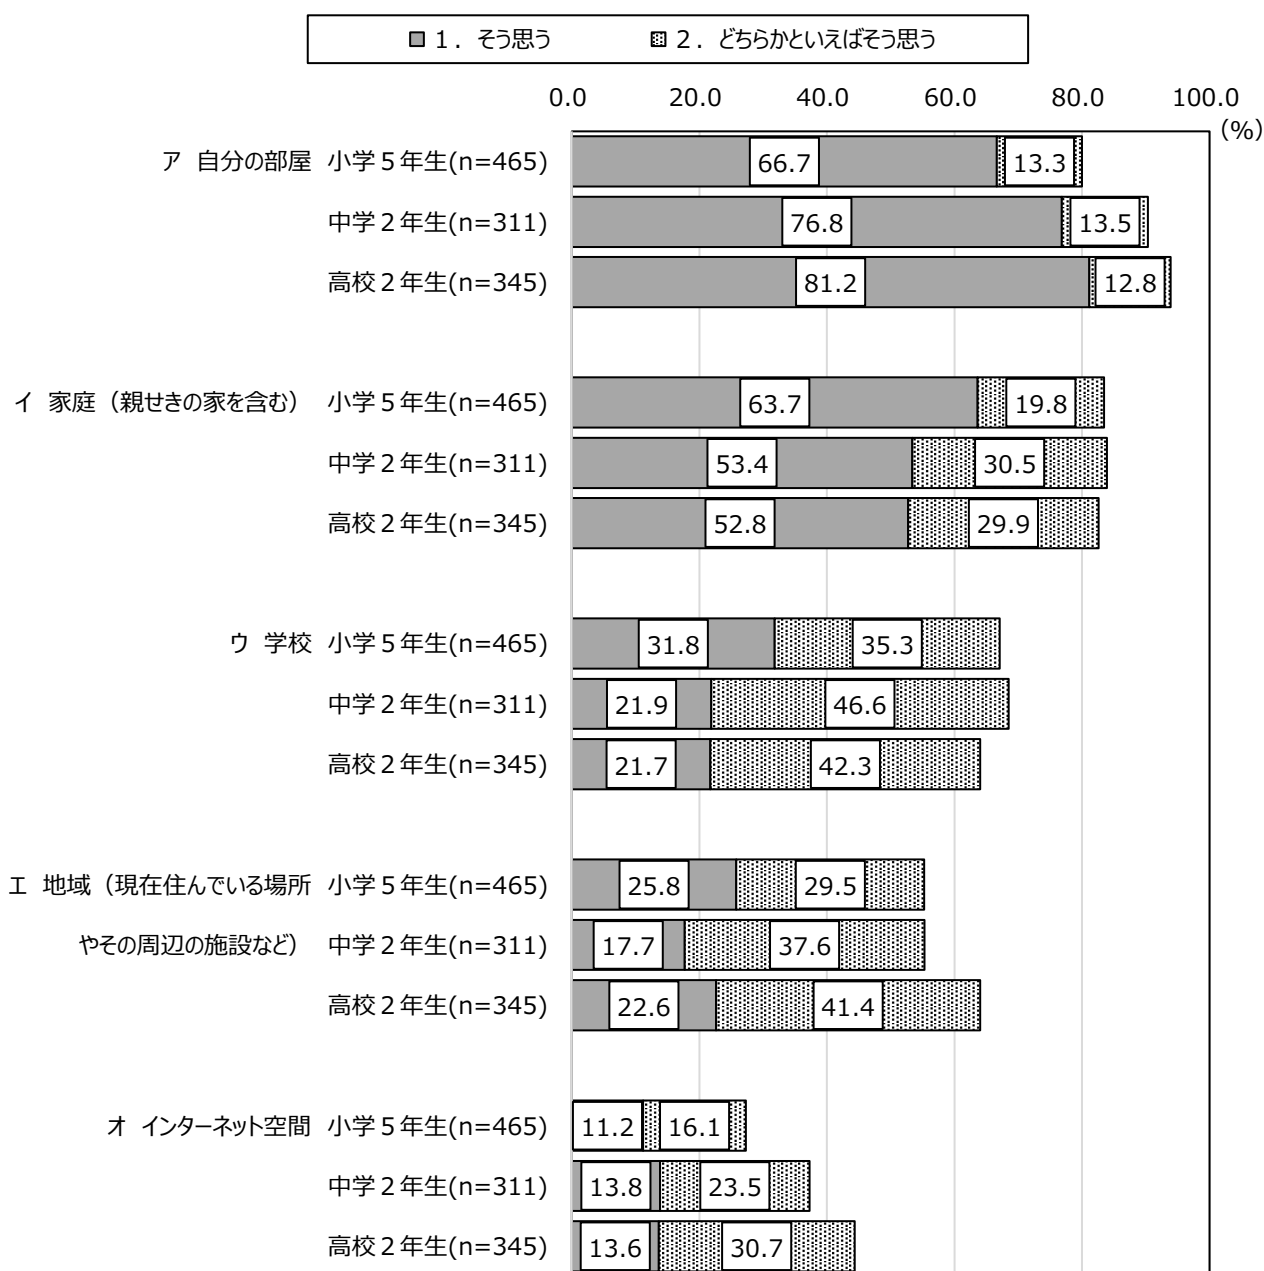 １．そう思う　２．どちらかといえばそう思う
0.0 20.0 40.0 60.0 80.0 100.0
(%)
ア 自分の部屋 小学５年生(n=465) 66.7 13.3
中学２年生(n=311) 76.8 13.5
高校２年生(n=345) 81.2 12.8
イ 家庭（親せきの家を含む） 小学５年生(n=465) 63.7 19.8
中学２年生(n=311) 53.4 30.5
高校２年生(n=345) 52.8 29.9
ウ 学校 小学５年生(n=465) 31.8 35.3
中学２年生(n=311) 21.9 46.6
高校２年生(n=345) 21.7 42.3
エ 地域（現在住んでいる場所 小学５年生(n=465) 25.8 29.5
やその周辺の施設など） 中学２年生(n=311) 17.7 37.6
高校２年生(n=345) 22.6 41.4
オ インターネット空間 小学５年生(n=465) 11.2 16.1
中学２年生(n=311) 13.8 23.5
高校２年生(n=345) 13.6 30.7